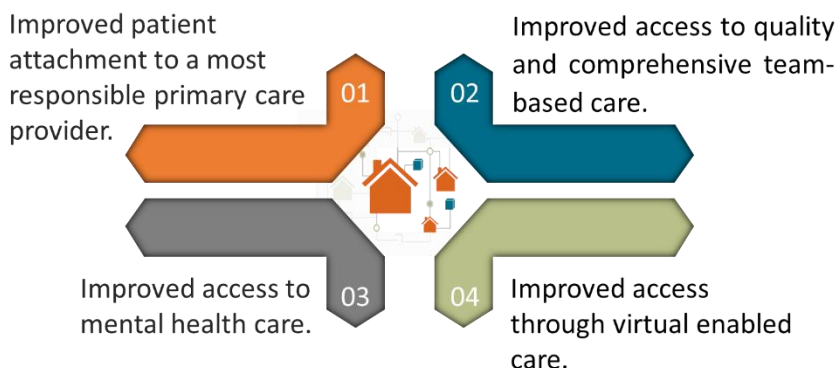 Improved patient
attachment to a most
responsible primary care
provider.
01
02
Improved access to quality
and comprehensive team-
based care.
Improved access to
mental health care.
03
04
Improved access
through virtual enabled
care.